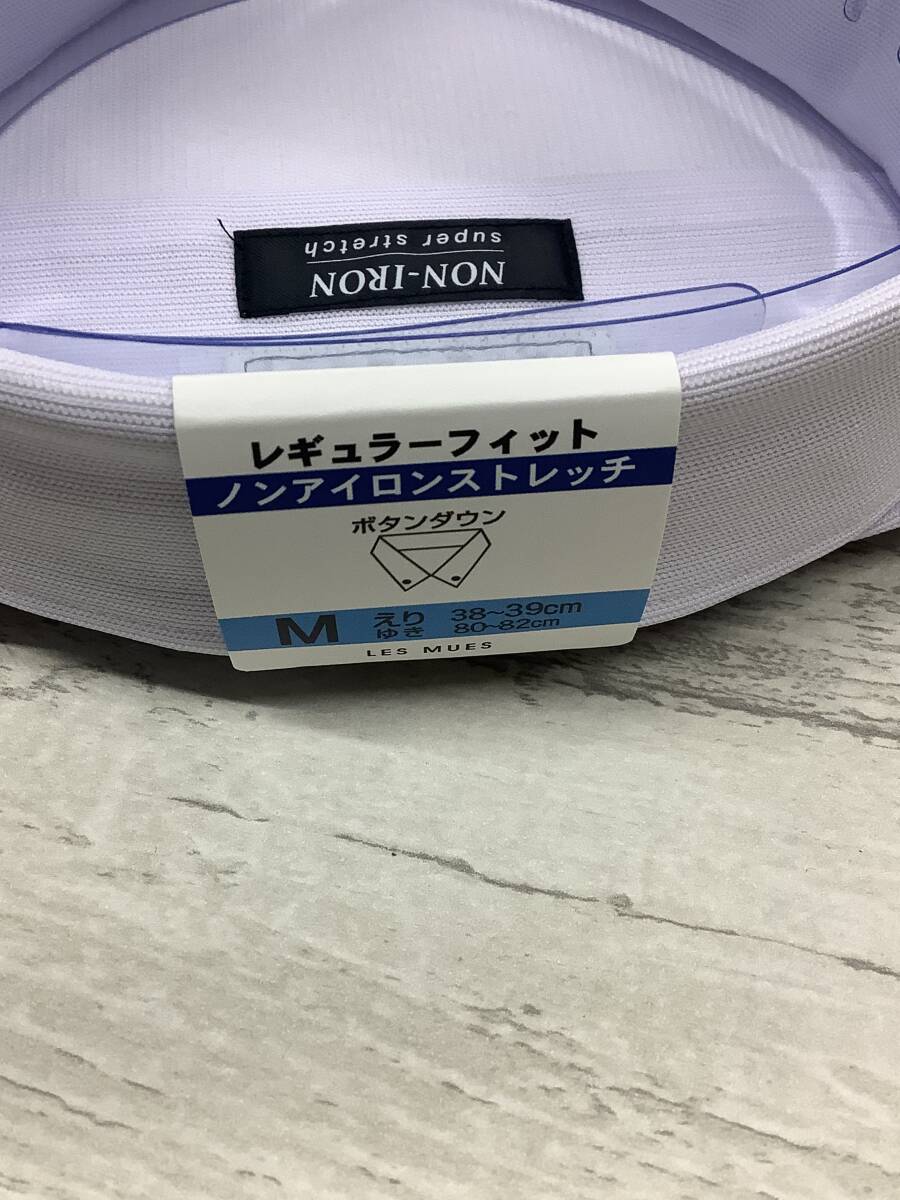 NON-IRON
super stretch
レギュラーフィット
ノンアイロンストレッチ
ボタンダウン
M えり 38~39cm
ゆき 80~82cm
LES MUES